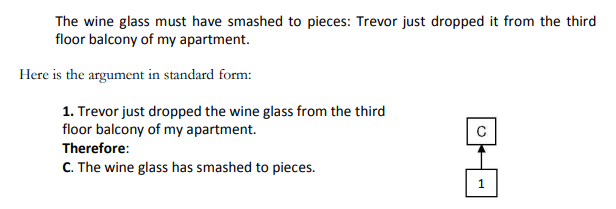 The wine glass must have smashed to pieces: Trevor just dropped it from the third
floor balcony of my apartment.
Here is the argument in standard form:
1. Trevor just dropped the wine glass from the third
floor balcony of my apartment.
Therefore:
C. The wine glass has smashed to pieces.
C
1